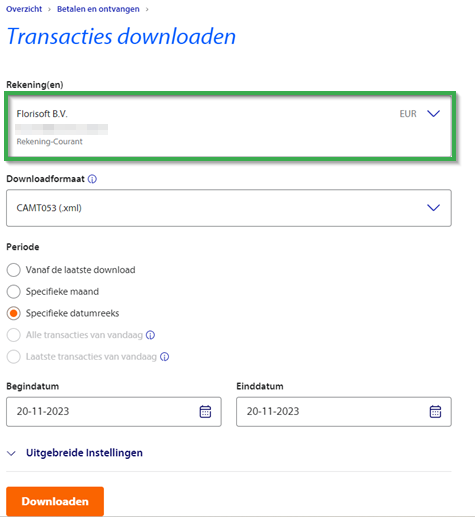 Overzicht › Betalen en ontvangen ›
Transacties downloaden
Rekening(en)
Florisoft B.V. EUR
Rekening-Courant
Downloadformaat
CAMT053 (.xml)
Periode
Vanaf de laatste download
Specifieke maand
Specifieke datumreeks
Alle transacties van vandaag
Laatste transacties van vandaag
Begindatum Einddatum
20-11-2023 20-11-2023
Uitgebreide Instellingen
Downloaden